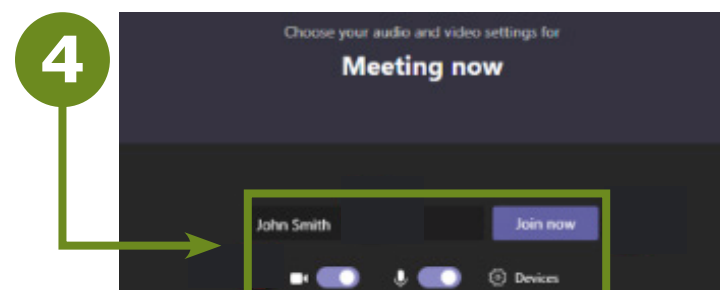 4
Choose your audio and video settings for
Meeting now
John Smith
Join now
Devices